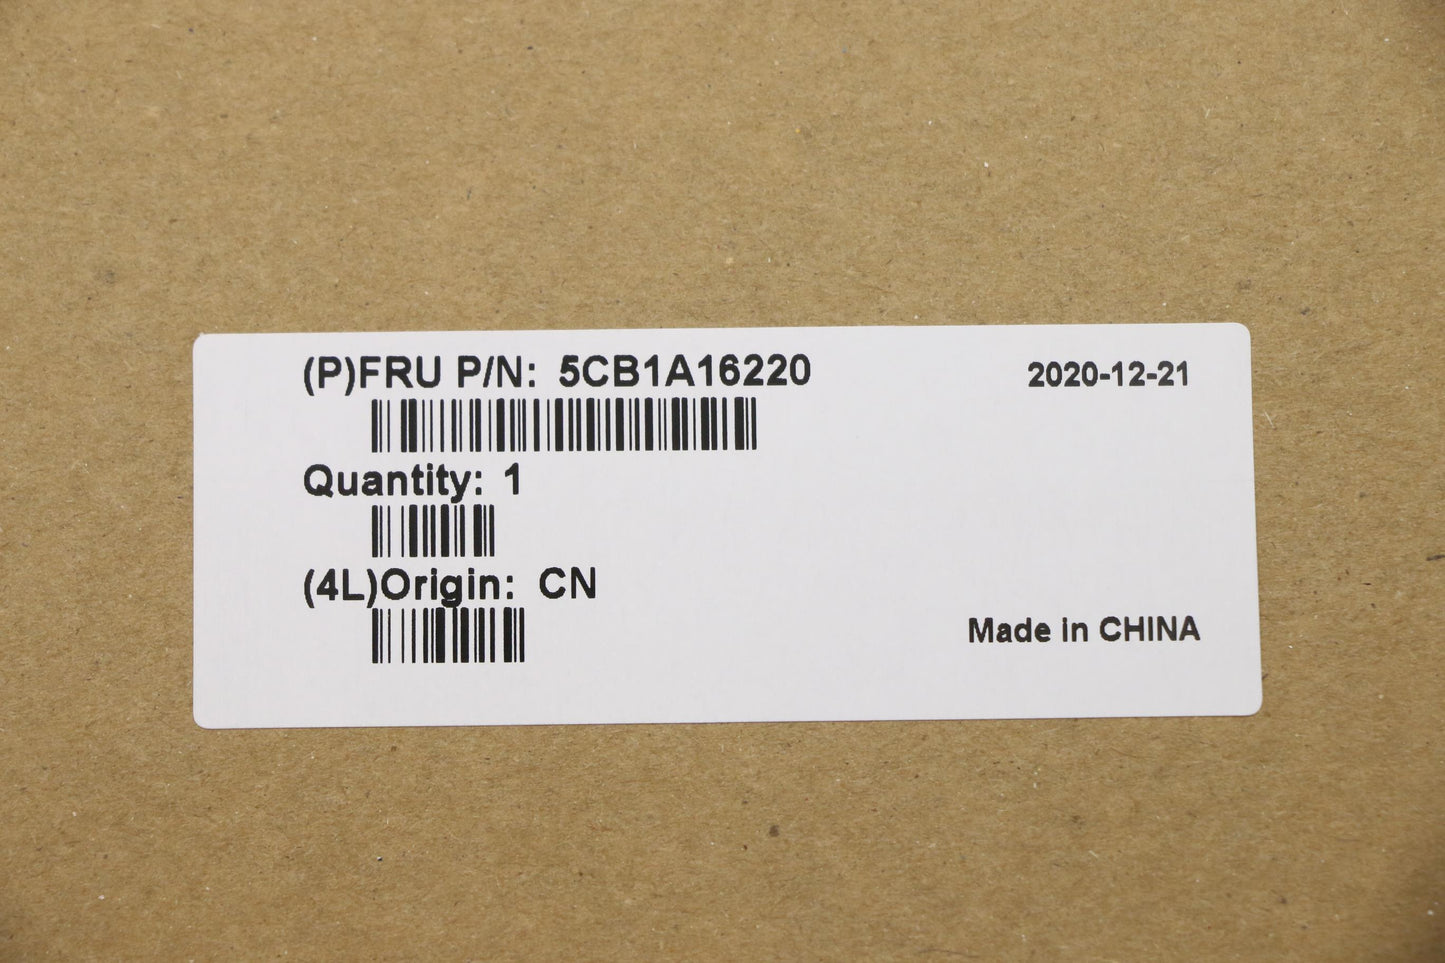 (P)FRU P/N: 5CB1A16220
2020-12-21
Quantity: 1
(4L)Origin: CN
Made in CHINA